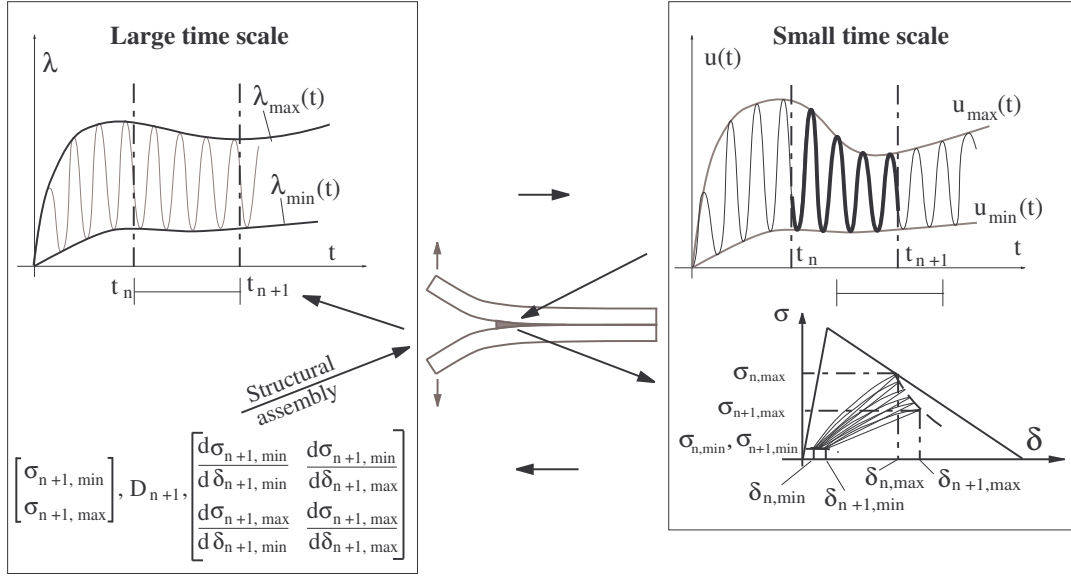 Large time scale
λ
λmax(t)
λmin(t)
t
tn
tn+1
Structural
assembly
[σn+1, min
σn+1, max], Dn+1, [dσn+1, min/dδn+1, min dσn+1, min/dδn+1, max
dσn+1, max/dδn+1, min dσn+1, max/dδn+1, max]
Small time scale
u(t)
umax(t)
umin(t)
tn
tn+1
t
σ
σn,max
σn+1,max
σn,min, σn+1,min
δ
δn,min
δn+1,min
δn,max
δn+1,max